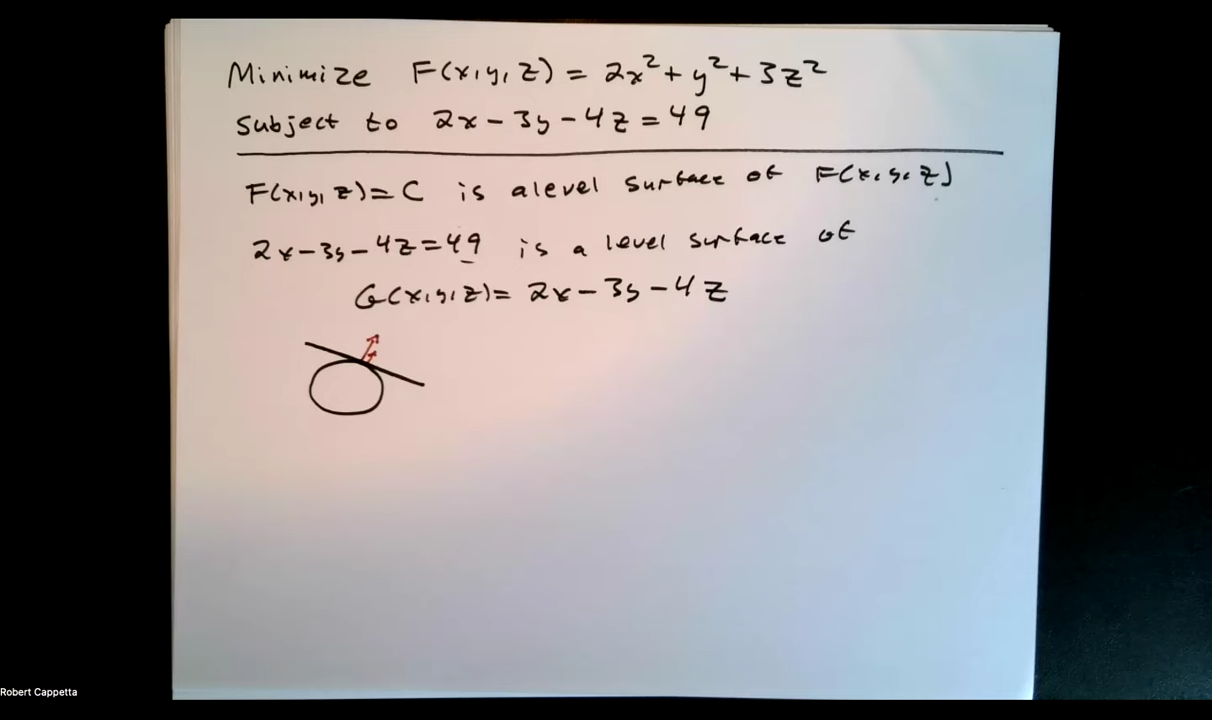 Minimize F(x,y,z) = 2x²+y²+3z²
subject to 2x-3y-4z=49
F(x,y,z)=C is a level surface of F(x,y,z)
2x-3y-4z=49 is a level surface of
G(x,y,z)= 2x-3y-4z
Robert Cappetta